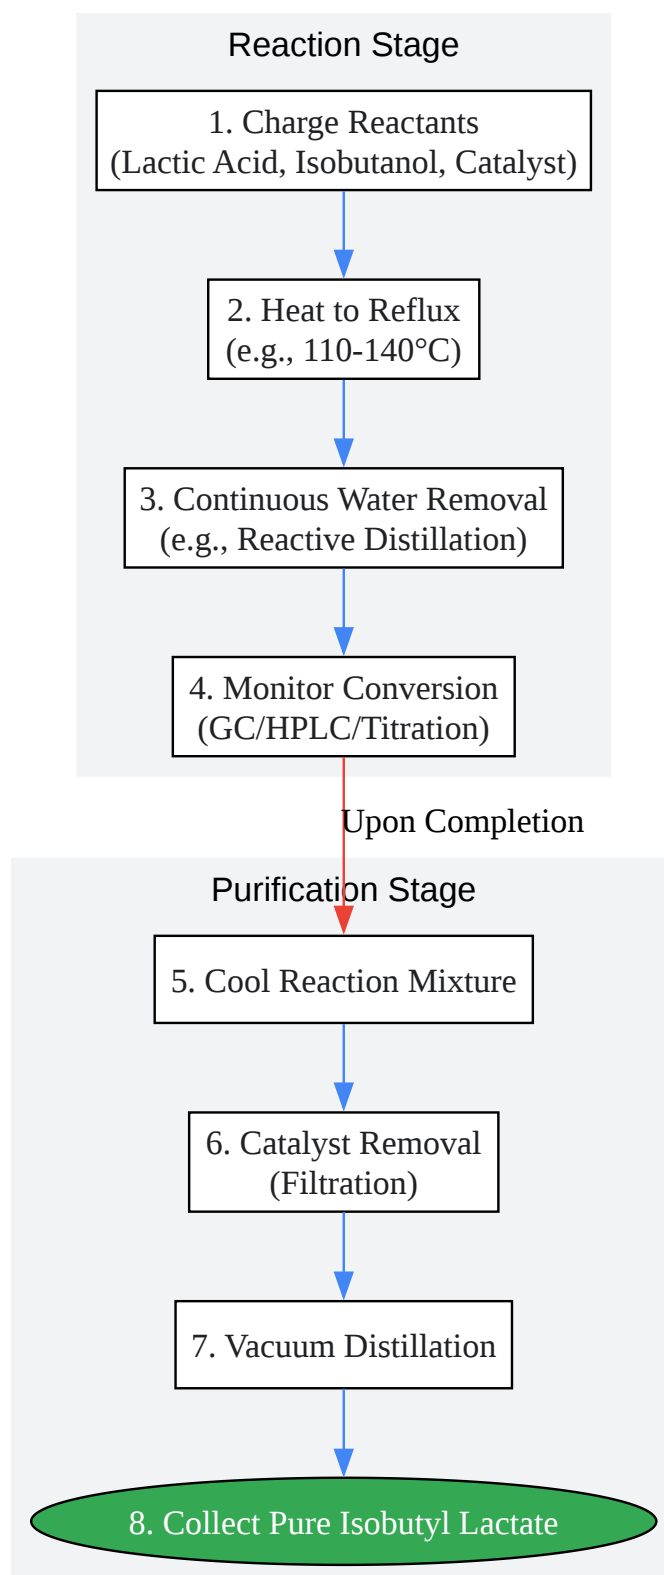 Reaction Stage
1. Charge Reactants
(Lactic Acid, Isobutanol, Catalyst)
2. Heat to Reflux
(e.g., 110-140°C)
3. Continuous Water Removal
(e.g., Reactive Distillation)
4. Monitor Conversion
(GC/HPLC/Titration)
Upon Completion
Purification Stage
5. Cool Reaction Mixture
6. Catalyst Removal
(Filtration)
7. Vacuum Distillation
8. Collect Pure Isobutyl Lactate